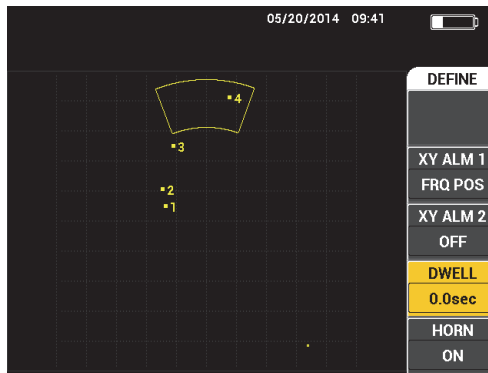 05/20/2014 09:41
DEFINE
4
3
XY ALM 1
FRQ POS
2
1
XY ALM 2
OFF
DWELL
0.0sec
HORN
ON